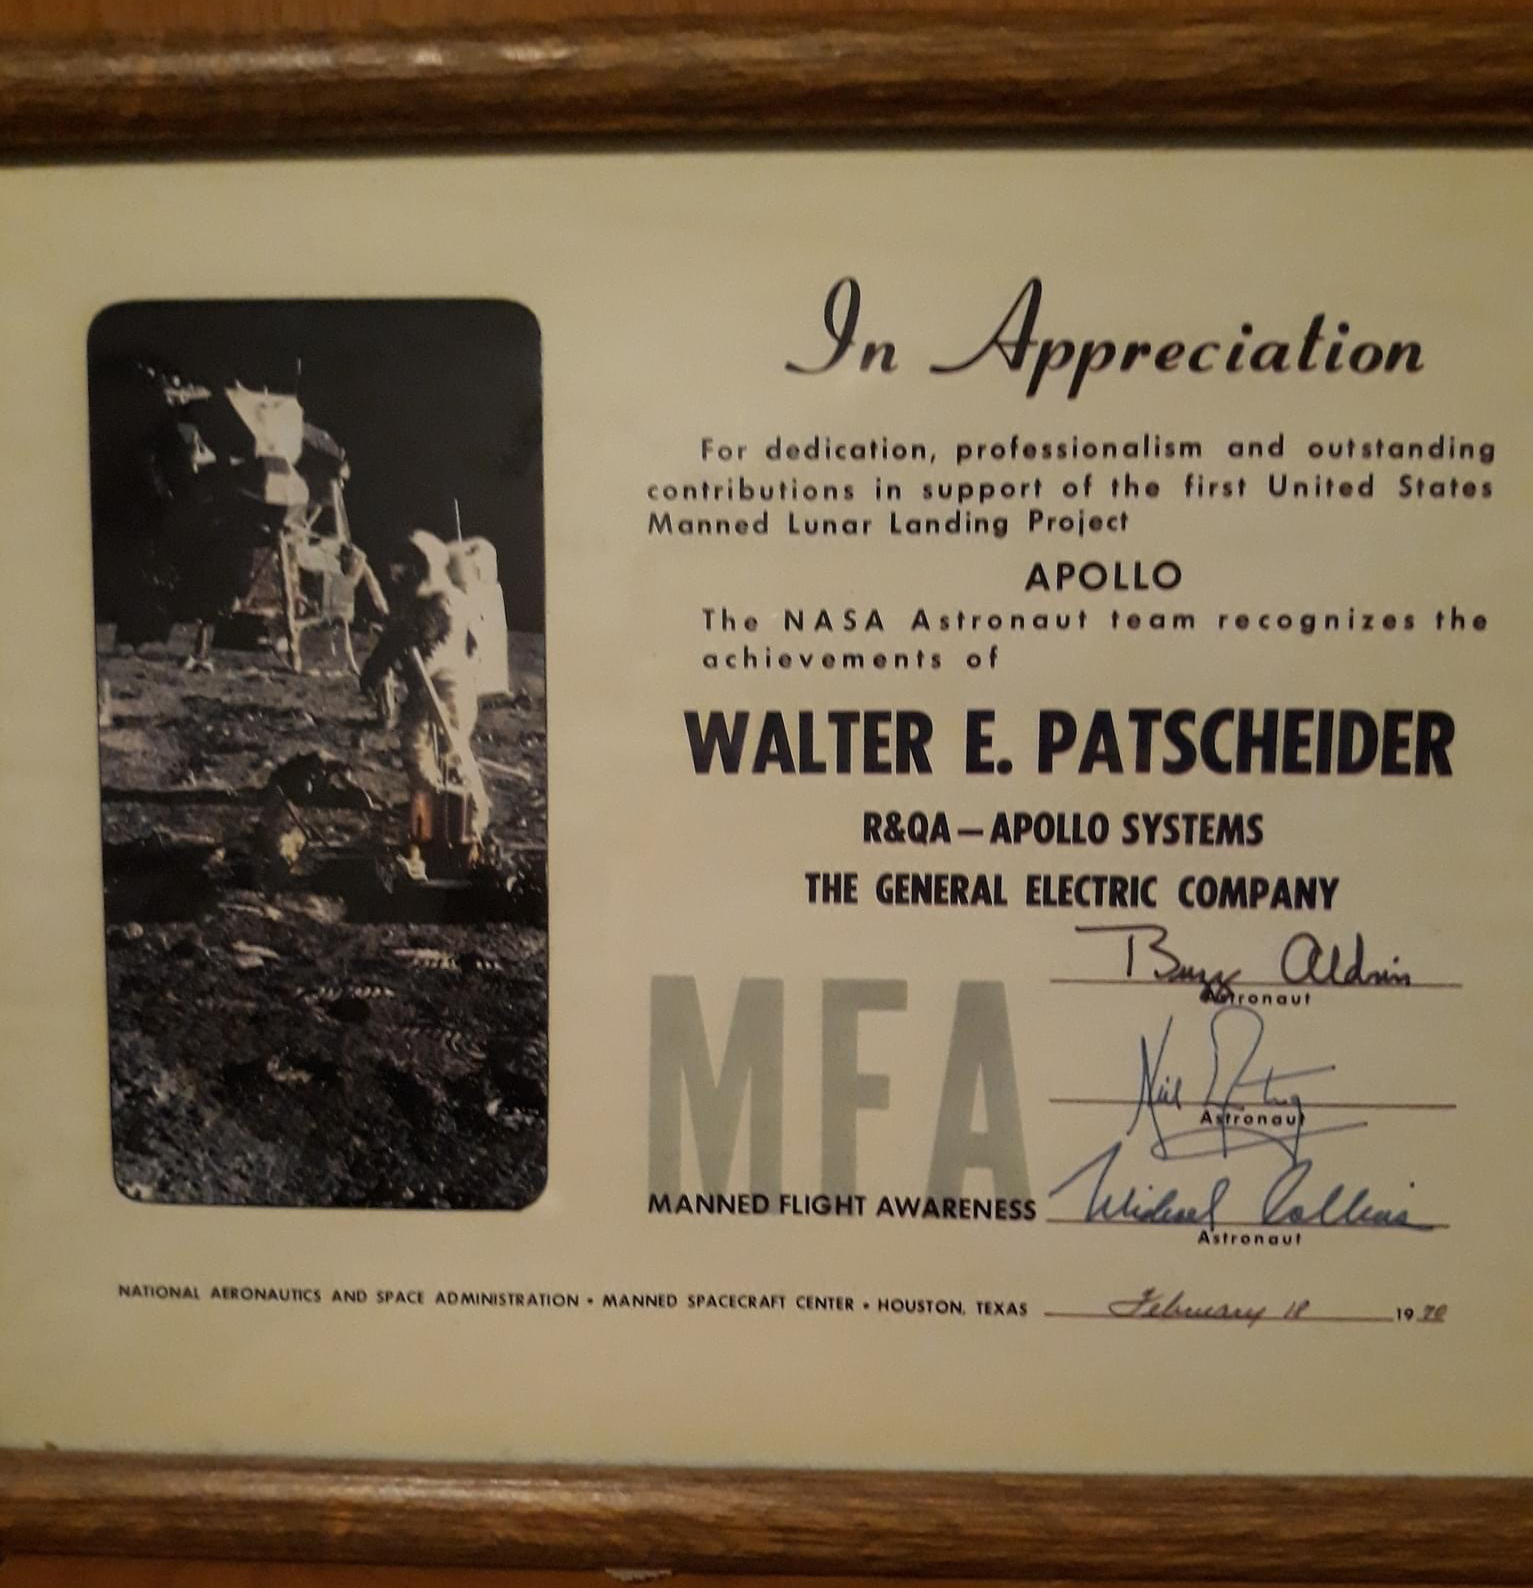 In Appreciation
For dedication, professionalism and outstanding
contributions in support of the first United States
Manned Lunar Landing Project
APOLLO
The NASA Astronaut team recognizes the
achievements of
WALTER E. PATSCHEIDER
R&QA — APOLLO SYSTEMS
THE GENERAL ELECTRIC COMPANY
Buzz Aldrin
Astronaut
Neil Armstrong
Astronaut
MFA
MANNED FLIGHT AWARENESS
Michael Collins
Astronaut
NATIONAL AERONAUTICS AND SPACE ADMINISTRATION • MANNED SPACECRAFT CENTER • HOUSTON, TEXAS February 18 1970